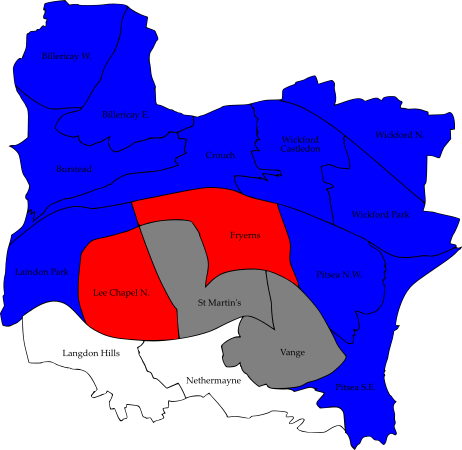 Billericay W.
Billericay E.
Wickford N.
Wickford
Castledon
Crouch
Burstead
Wickford Park
Fryerns
Laindon Park
Pitsea N.W.
Lee Chapel N.
St Martin's
Langdon Hills
Vange
Nethermayne
Pitsea S.E.